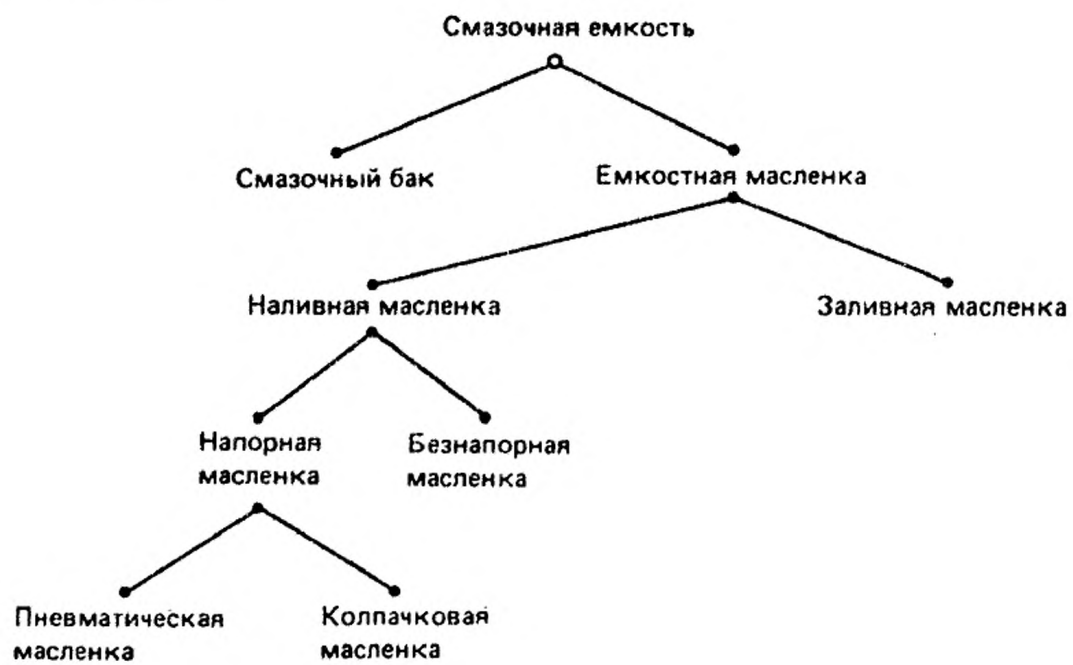 Смазочная емкость
Смазочный бак
Емкостная масленка
Наливная масленка
Заливная масленка
Напорная
масленка
Безнапорная
масленка
Пневматическая
масленка
Колпачковая
масленка